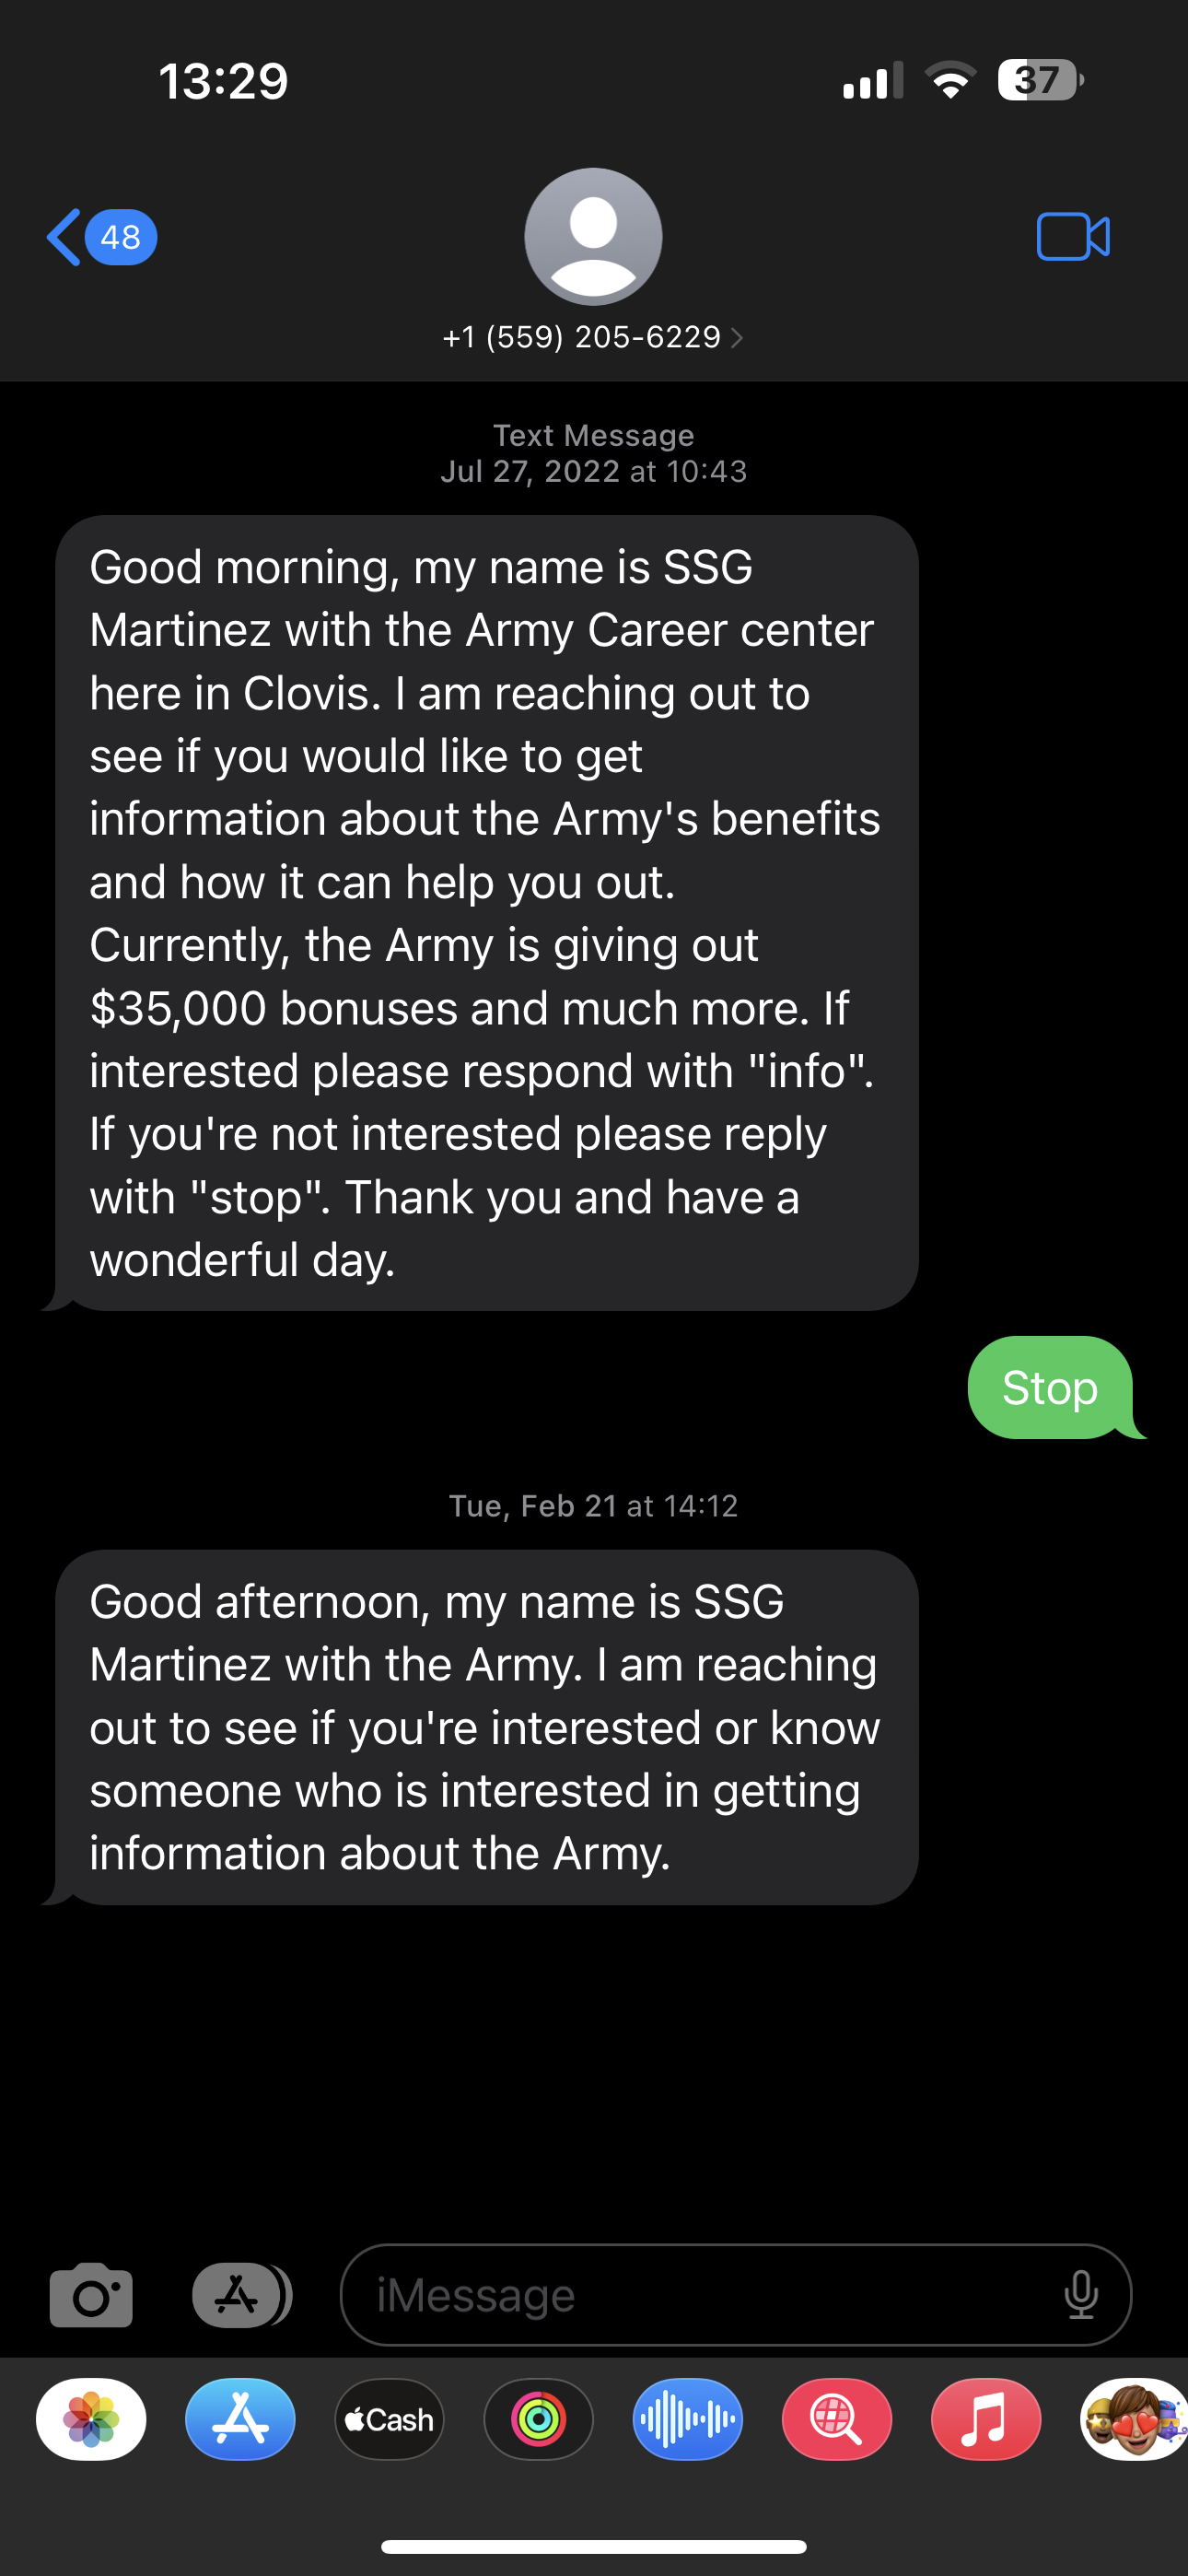 13:29
37
48
+1 (559) 205-6229
Text Message
Jul 27, 2022 at 10:43
Good morning, my name is SSG
Martinez with the Army Career center
here in Clovis. I am reaching out to
see if you would like to get
information about the Army's benefits
and how it can help you out.
Currently, the Army is giving out
$35,000 bonuses and much more. If
interested please respond with "info".
If you're not interested please reply
with "stop". Thank you and have a
wonderful day.
Stop
Tue, Feb 21 at 14:12
Good afternoon, my name is SSG
Martinez with the Army. I am reaching
out to see if you're interested or know
someone who is interested in getting
information about the Army.
iMessage
Cash